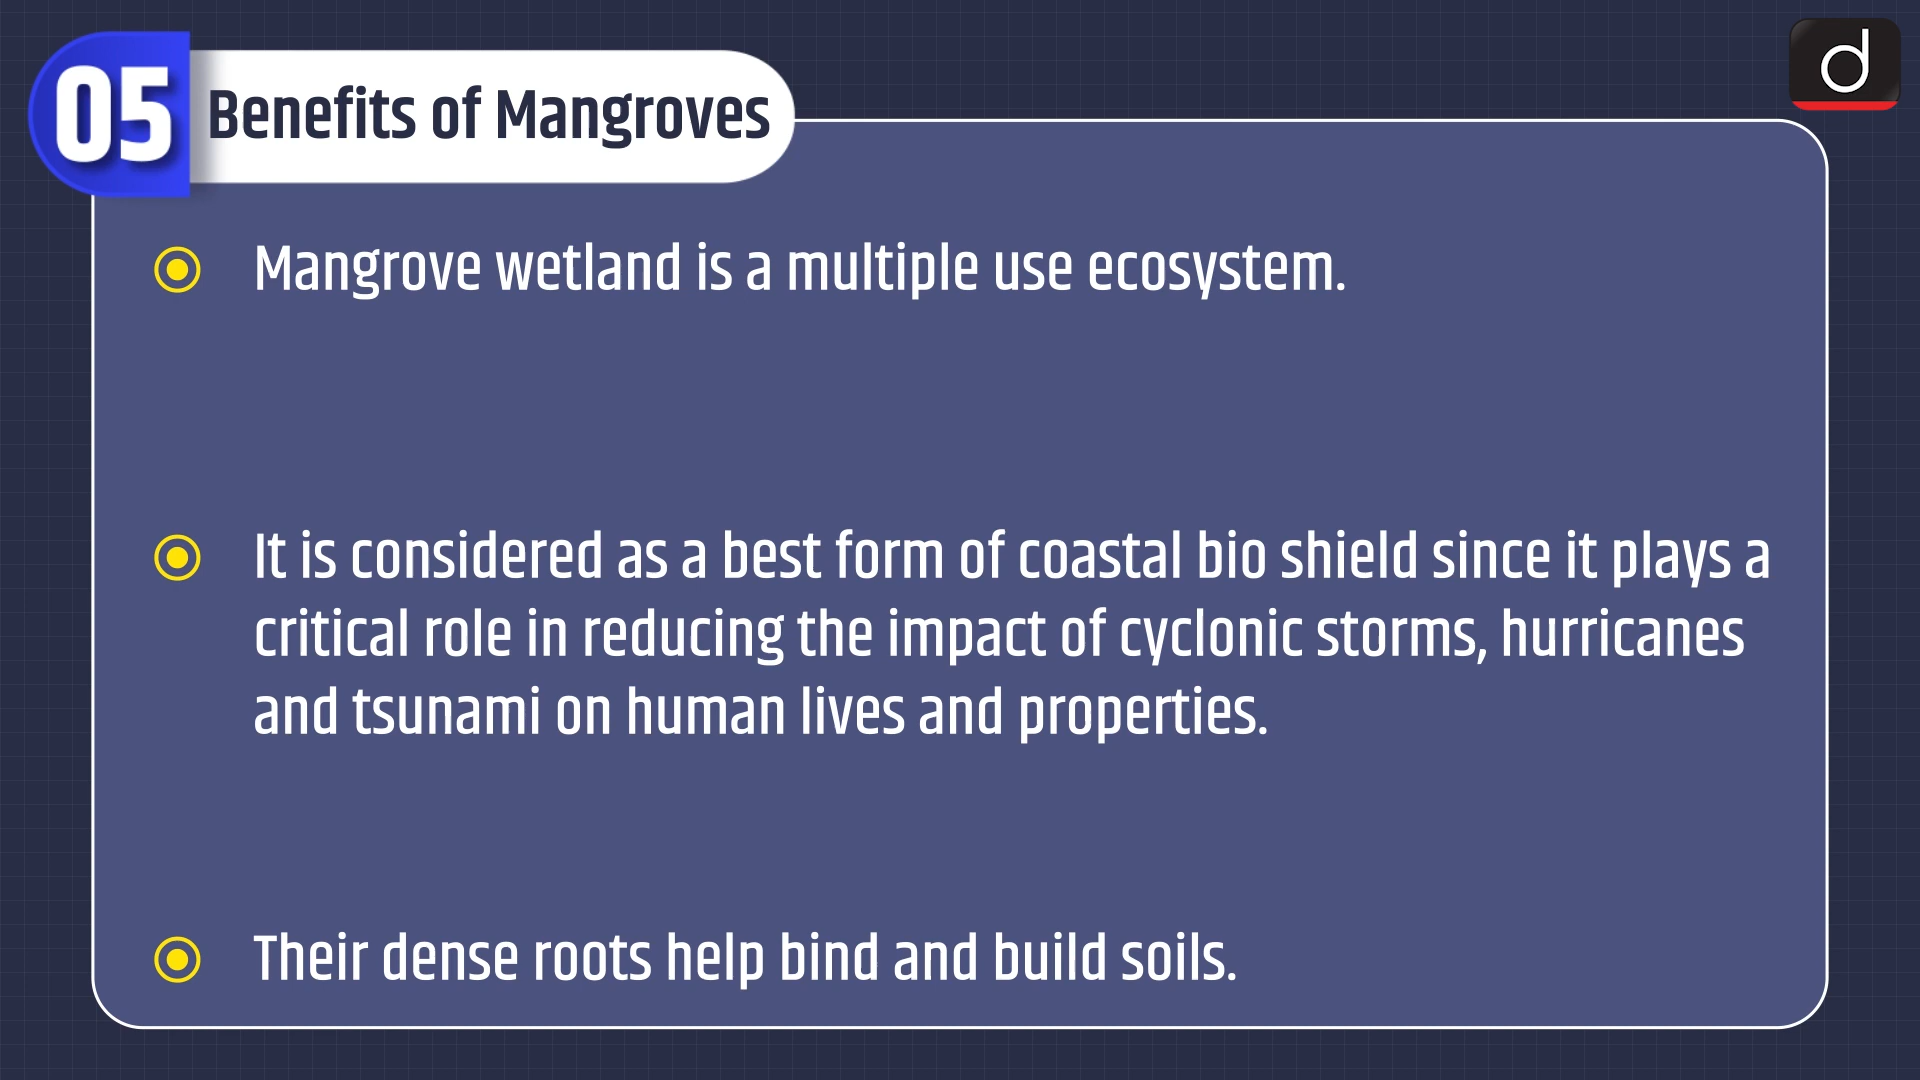 05 Benefits of Mangroves
d
Mangrove wetland is a multiple use ecosystem.
It is considered as a best form of coastal bio shield since it plays a
critical role in reducing the impact of cyclonic storms, hurricanes
and tsunami on human lives and properties.
Their dense roots help bind and build soils.